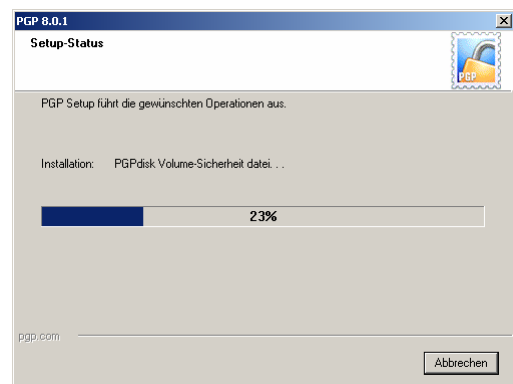 PGP 8.0.1
Setup-Status
PGP
PGP Setup führt die gewünschten Operationen aus.
Installation: PGPdisk Volume-Sicherheit datei. . .
23%
pgp.com
Abbrechen